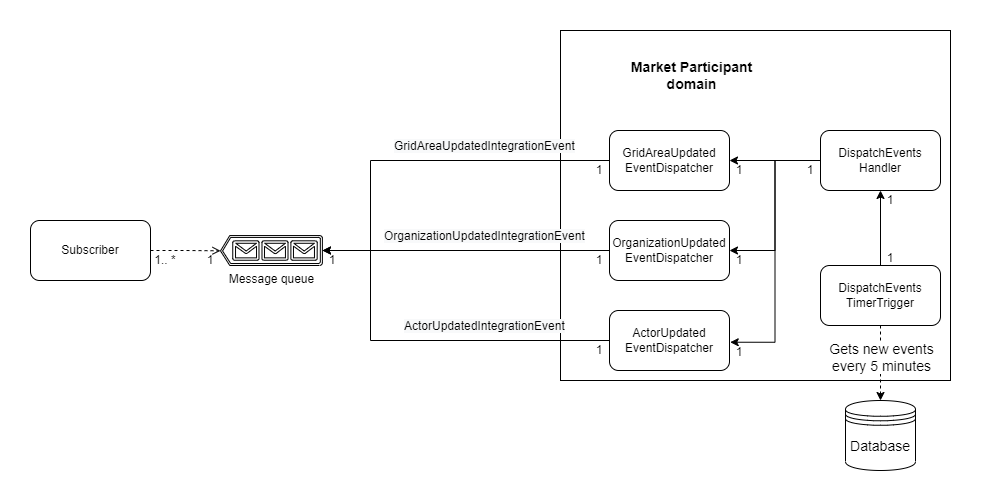 Market Participant
domain
GridAreaUpdatedIntegrationEvent
1
GridAreaUpdated
EventDispatcher
1
1
DispatchEvents
Handler
1
Subscriber
1.. *
1
Message queue
1
OrganizationUpdatedIntegrationEvent
1
OrganizationUpdated
EventDispatcher
1
1
DispatchEvents
TimerTrigger
ActorUpdatedIntegrationEvent
1
ActorUpdated
EventDispatcher
1
Gets new events
every 5 minutes
Database